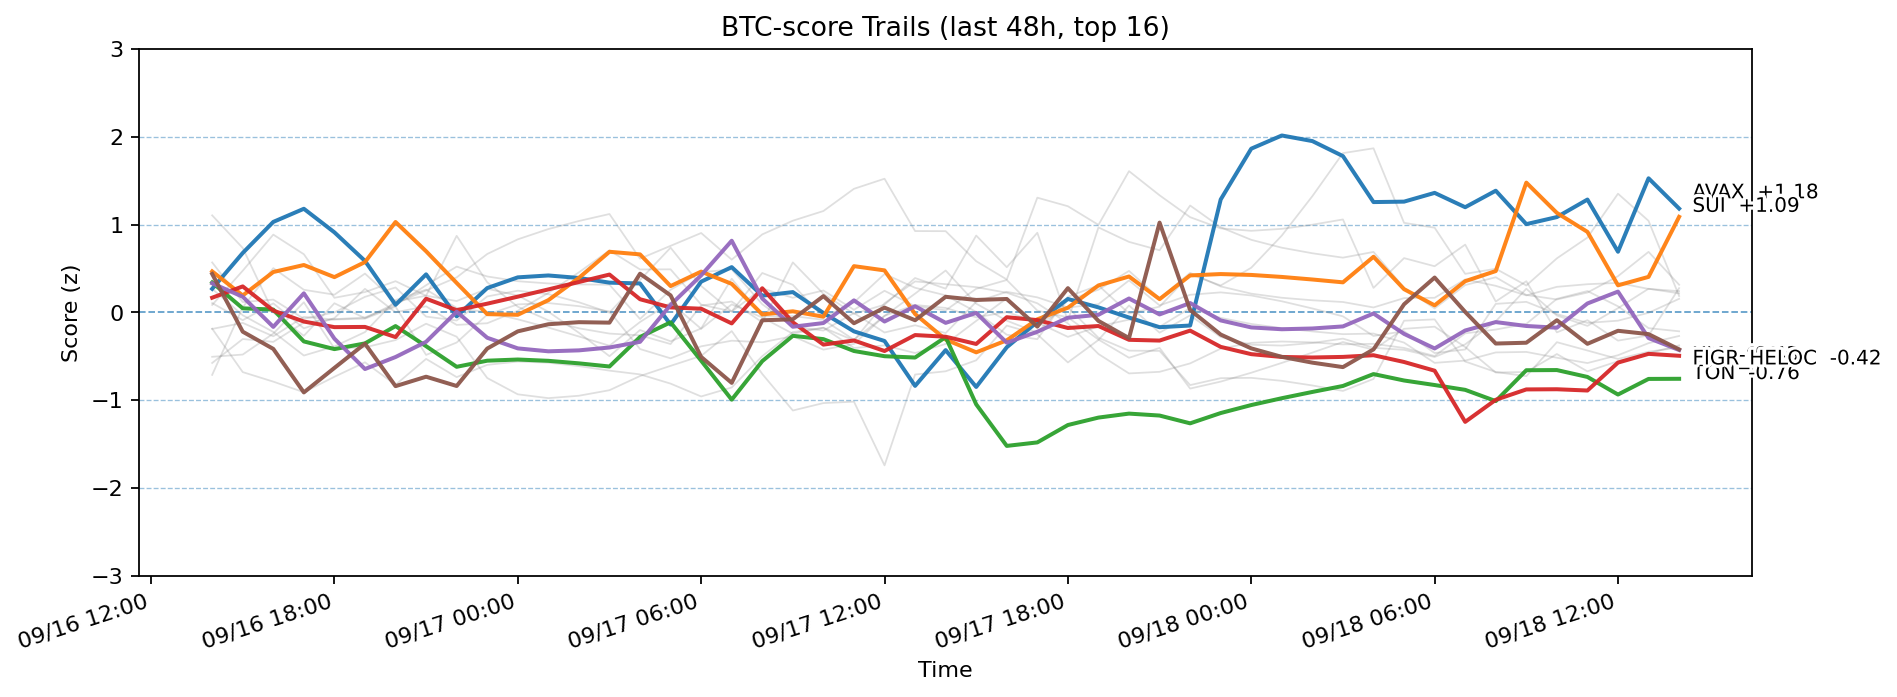 BTC-score Trails (last 48h, top 16)
Score (z)
3
2
1
0
−1
−2
−3
AVAX +1.18
SUI +1.09
FIGR_HELOC -0.42
TON -0.76
09/16 12:00
09/16 18:00
09/17 00:00
09/17 06:00
09/17 12:00
09/17 18:00
09/18 00:00
09/18 06:00
09/18 12:00
Time